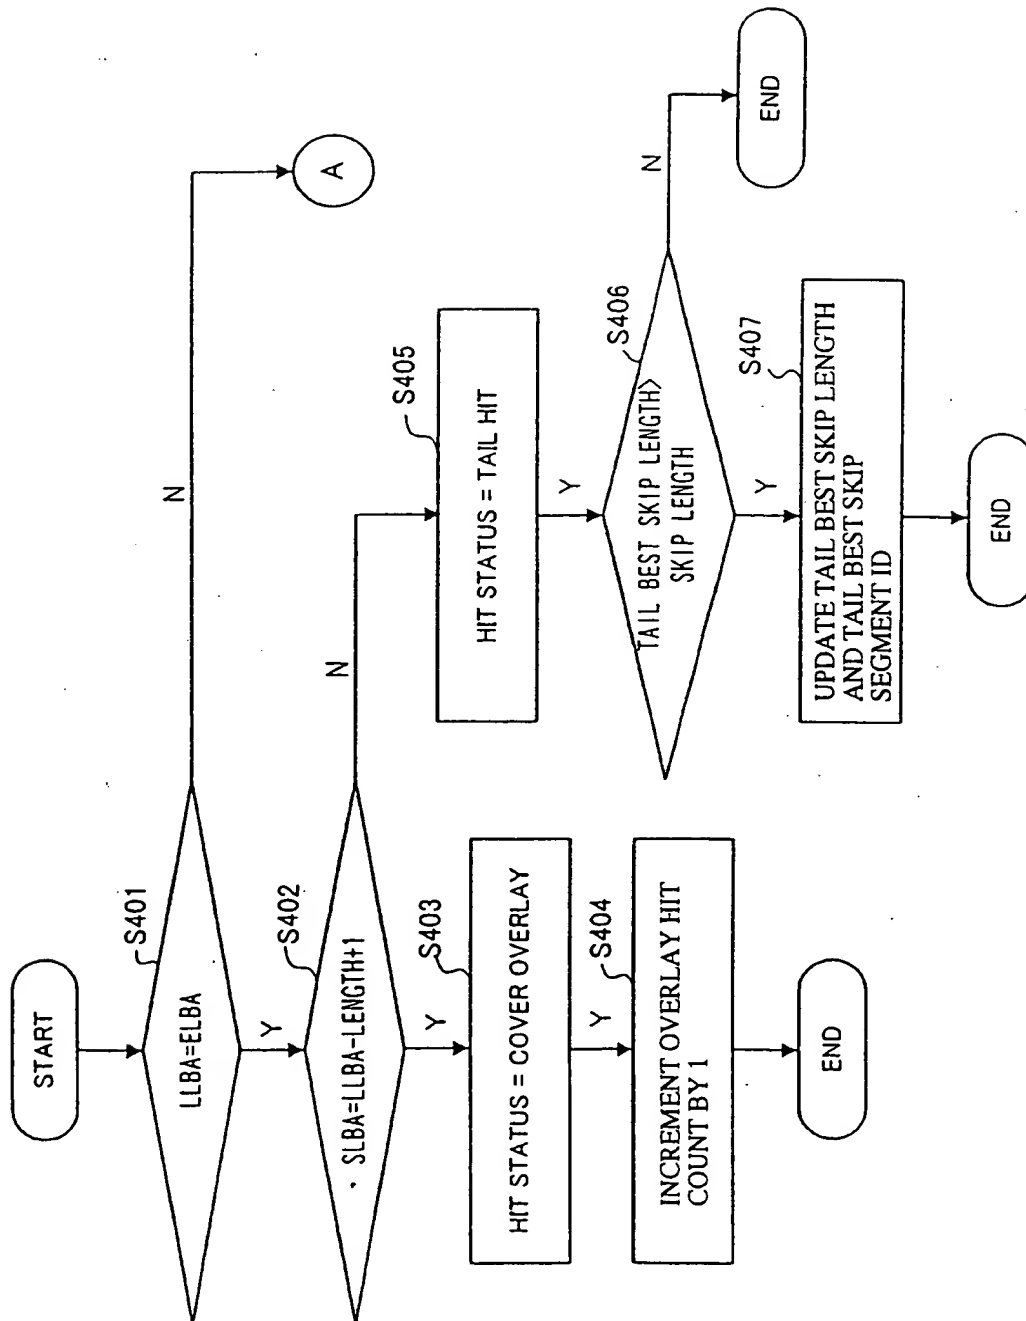 START
S401
LLBA=ELBA
N
A
Y
S402
SLBA=LLBA-LENGTH+1
N
Y
S403
HIT STATUS = COVER OVERLAY
Y
S404
INCREMENT OVERLAY HIT
COUNT BY 1
END
S405
HIT STATUS = TAIL HIT
Y
S406
TAIL BEST SKIP LENGTH>
SKIP LENGTH
N
END
Y
S407
UPDATE TAIL BEST SKIP LENGTH
AND TAIL BEST SKIP
SEGMENT ID
END